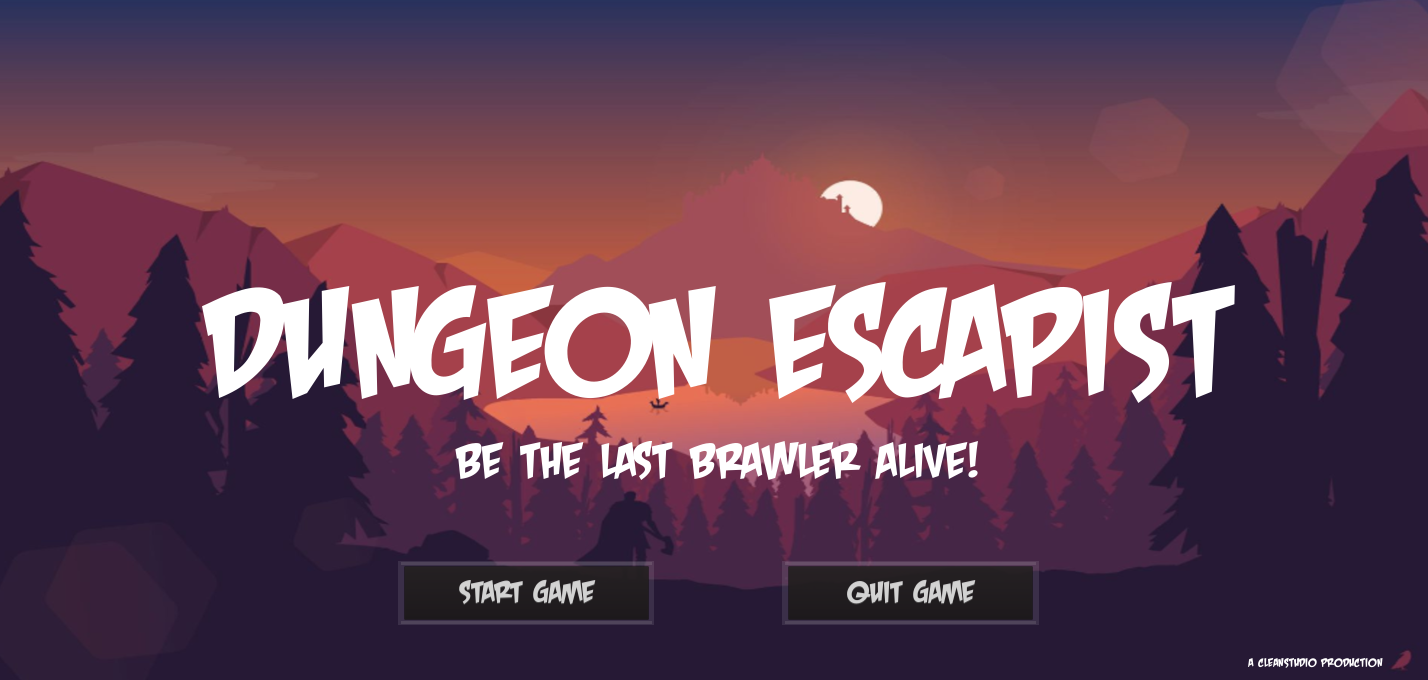 DUNGEON ESCAPIST
BE THE LAST BRAWLER ALIVE!
START GAME
QUIT GAME
A CLEANSTUDIO PRODUCTION